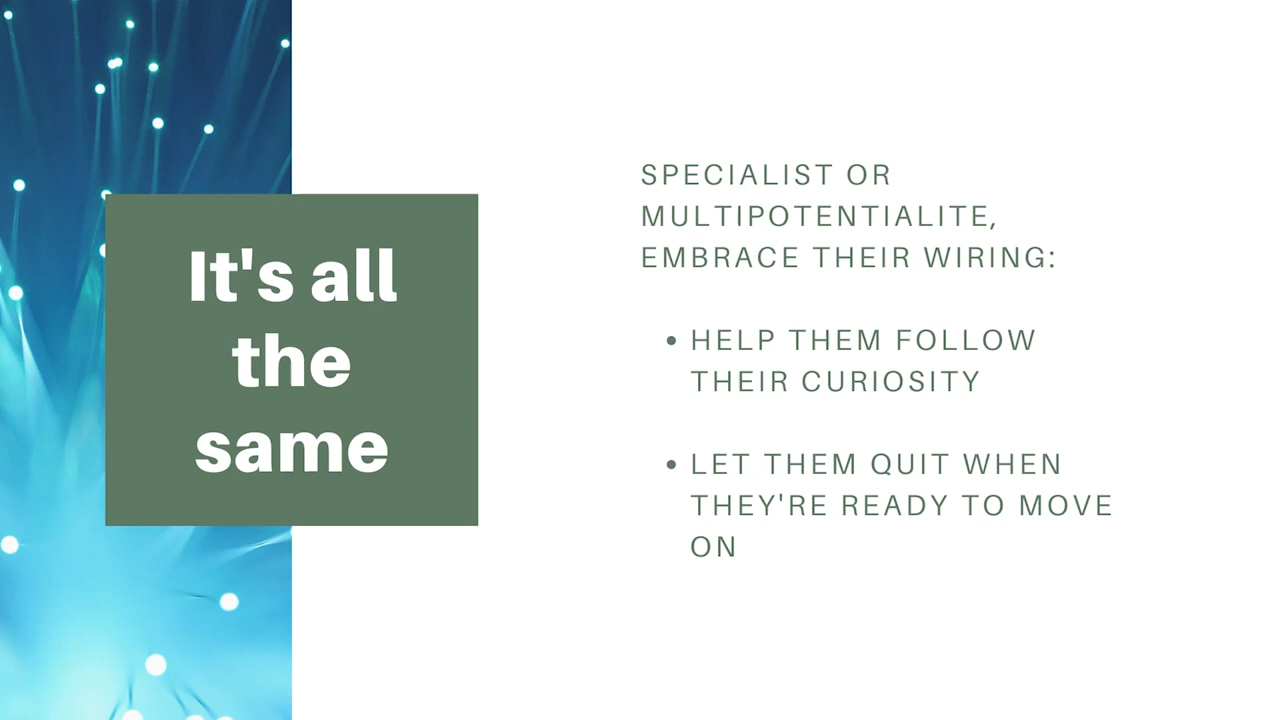 It's all
the
same
SPECIALIST OR
MULTIPOTENTIALITE,
EMBRACE THEIR WIRING:
• HELP THEM FOLLOW
THEIR CURIOSITY
• LET THEM QUIT WHEN
THEY'RE READY TO MOVE
ON